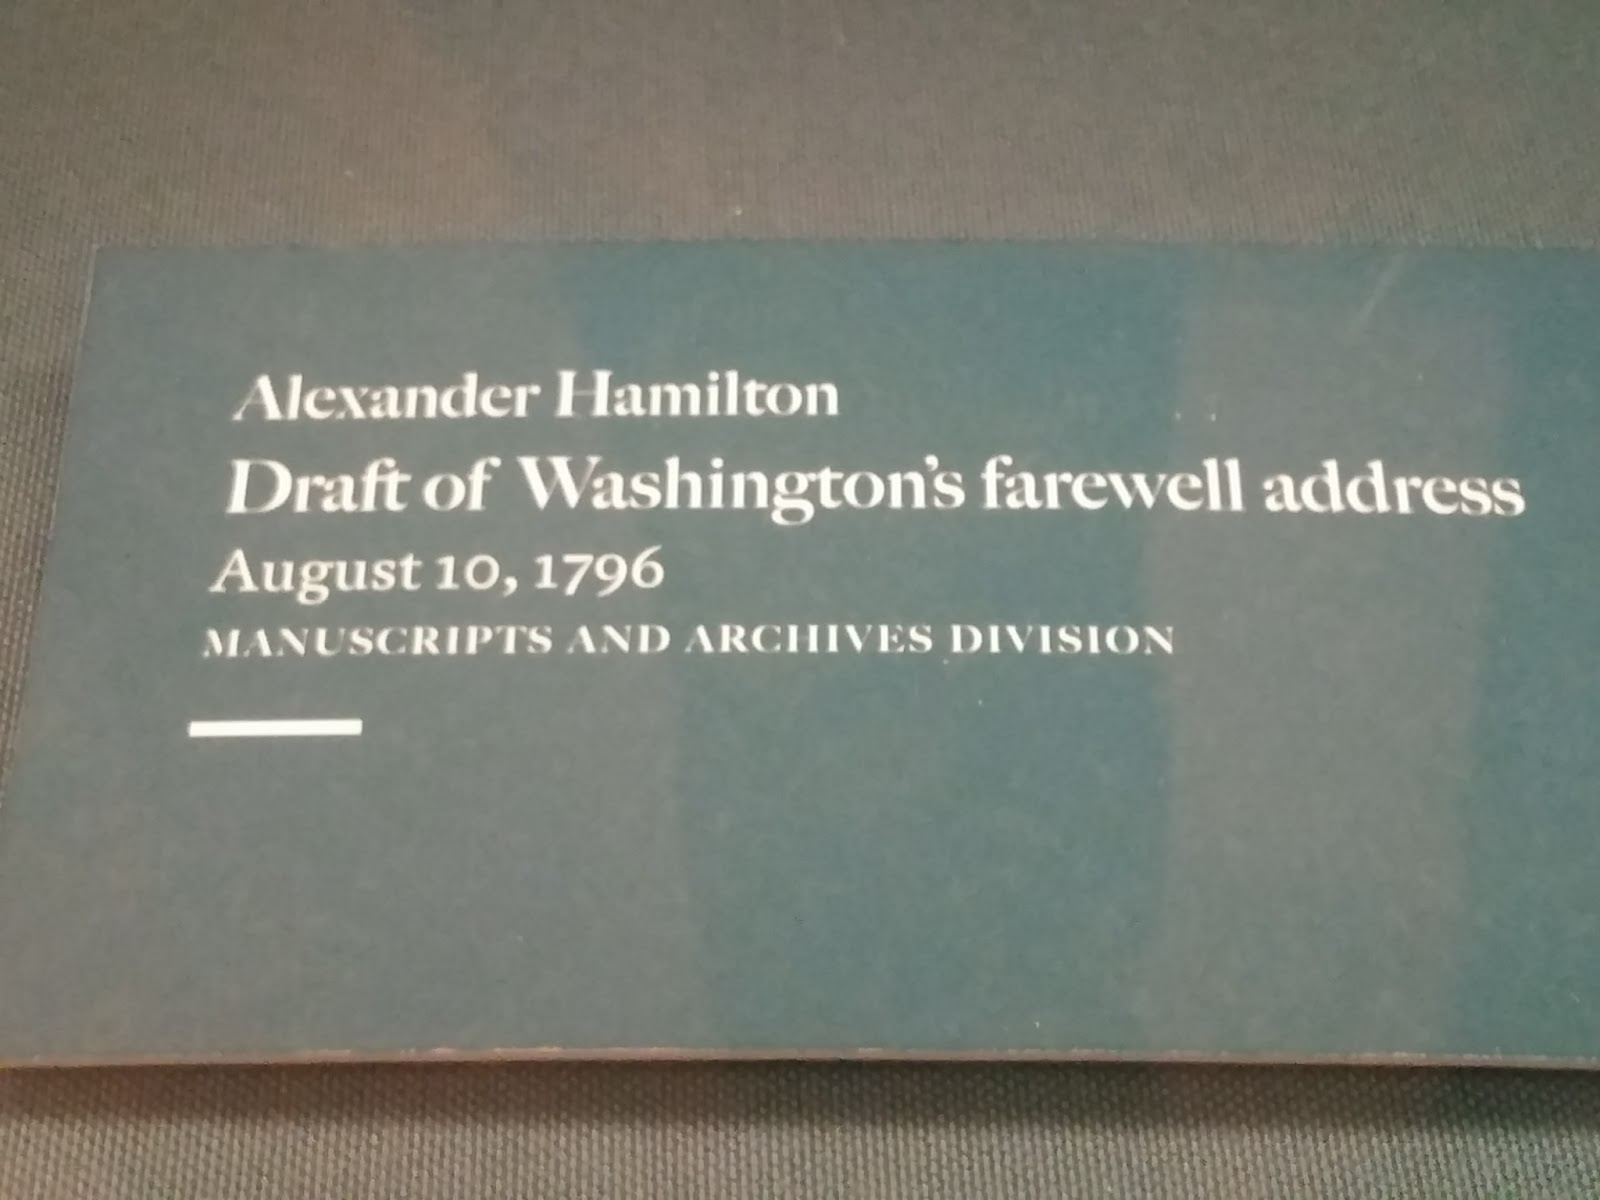 Alexander Hamilton
Draft of Washington's farewell address
August 10, 1796
MANUSCRIPTS AND ARCHIVES DIVISION